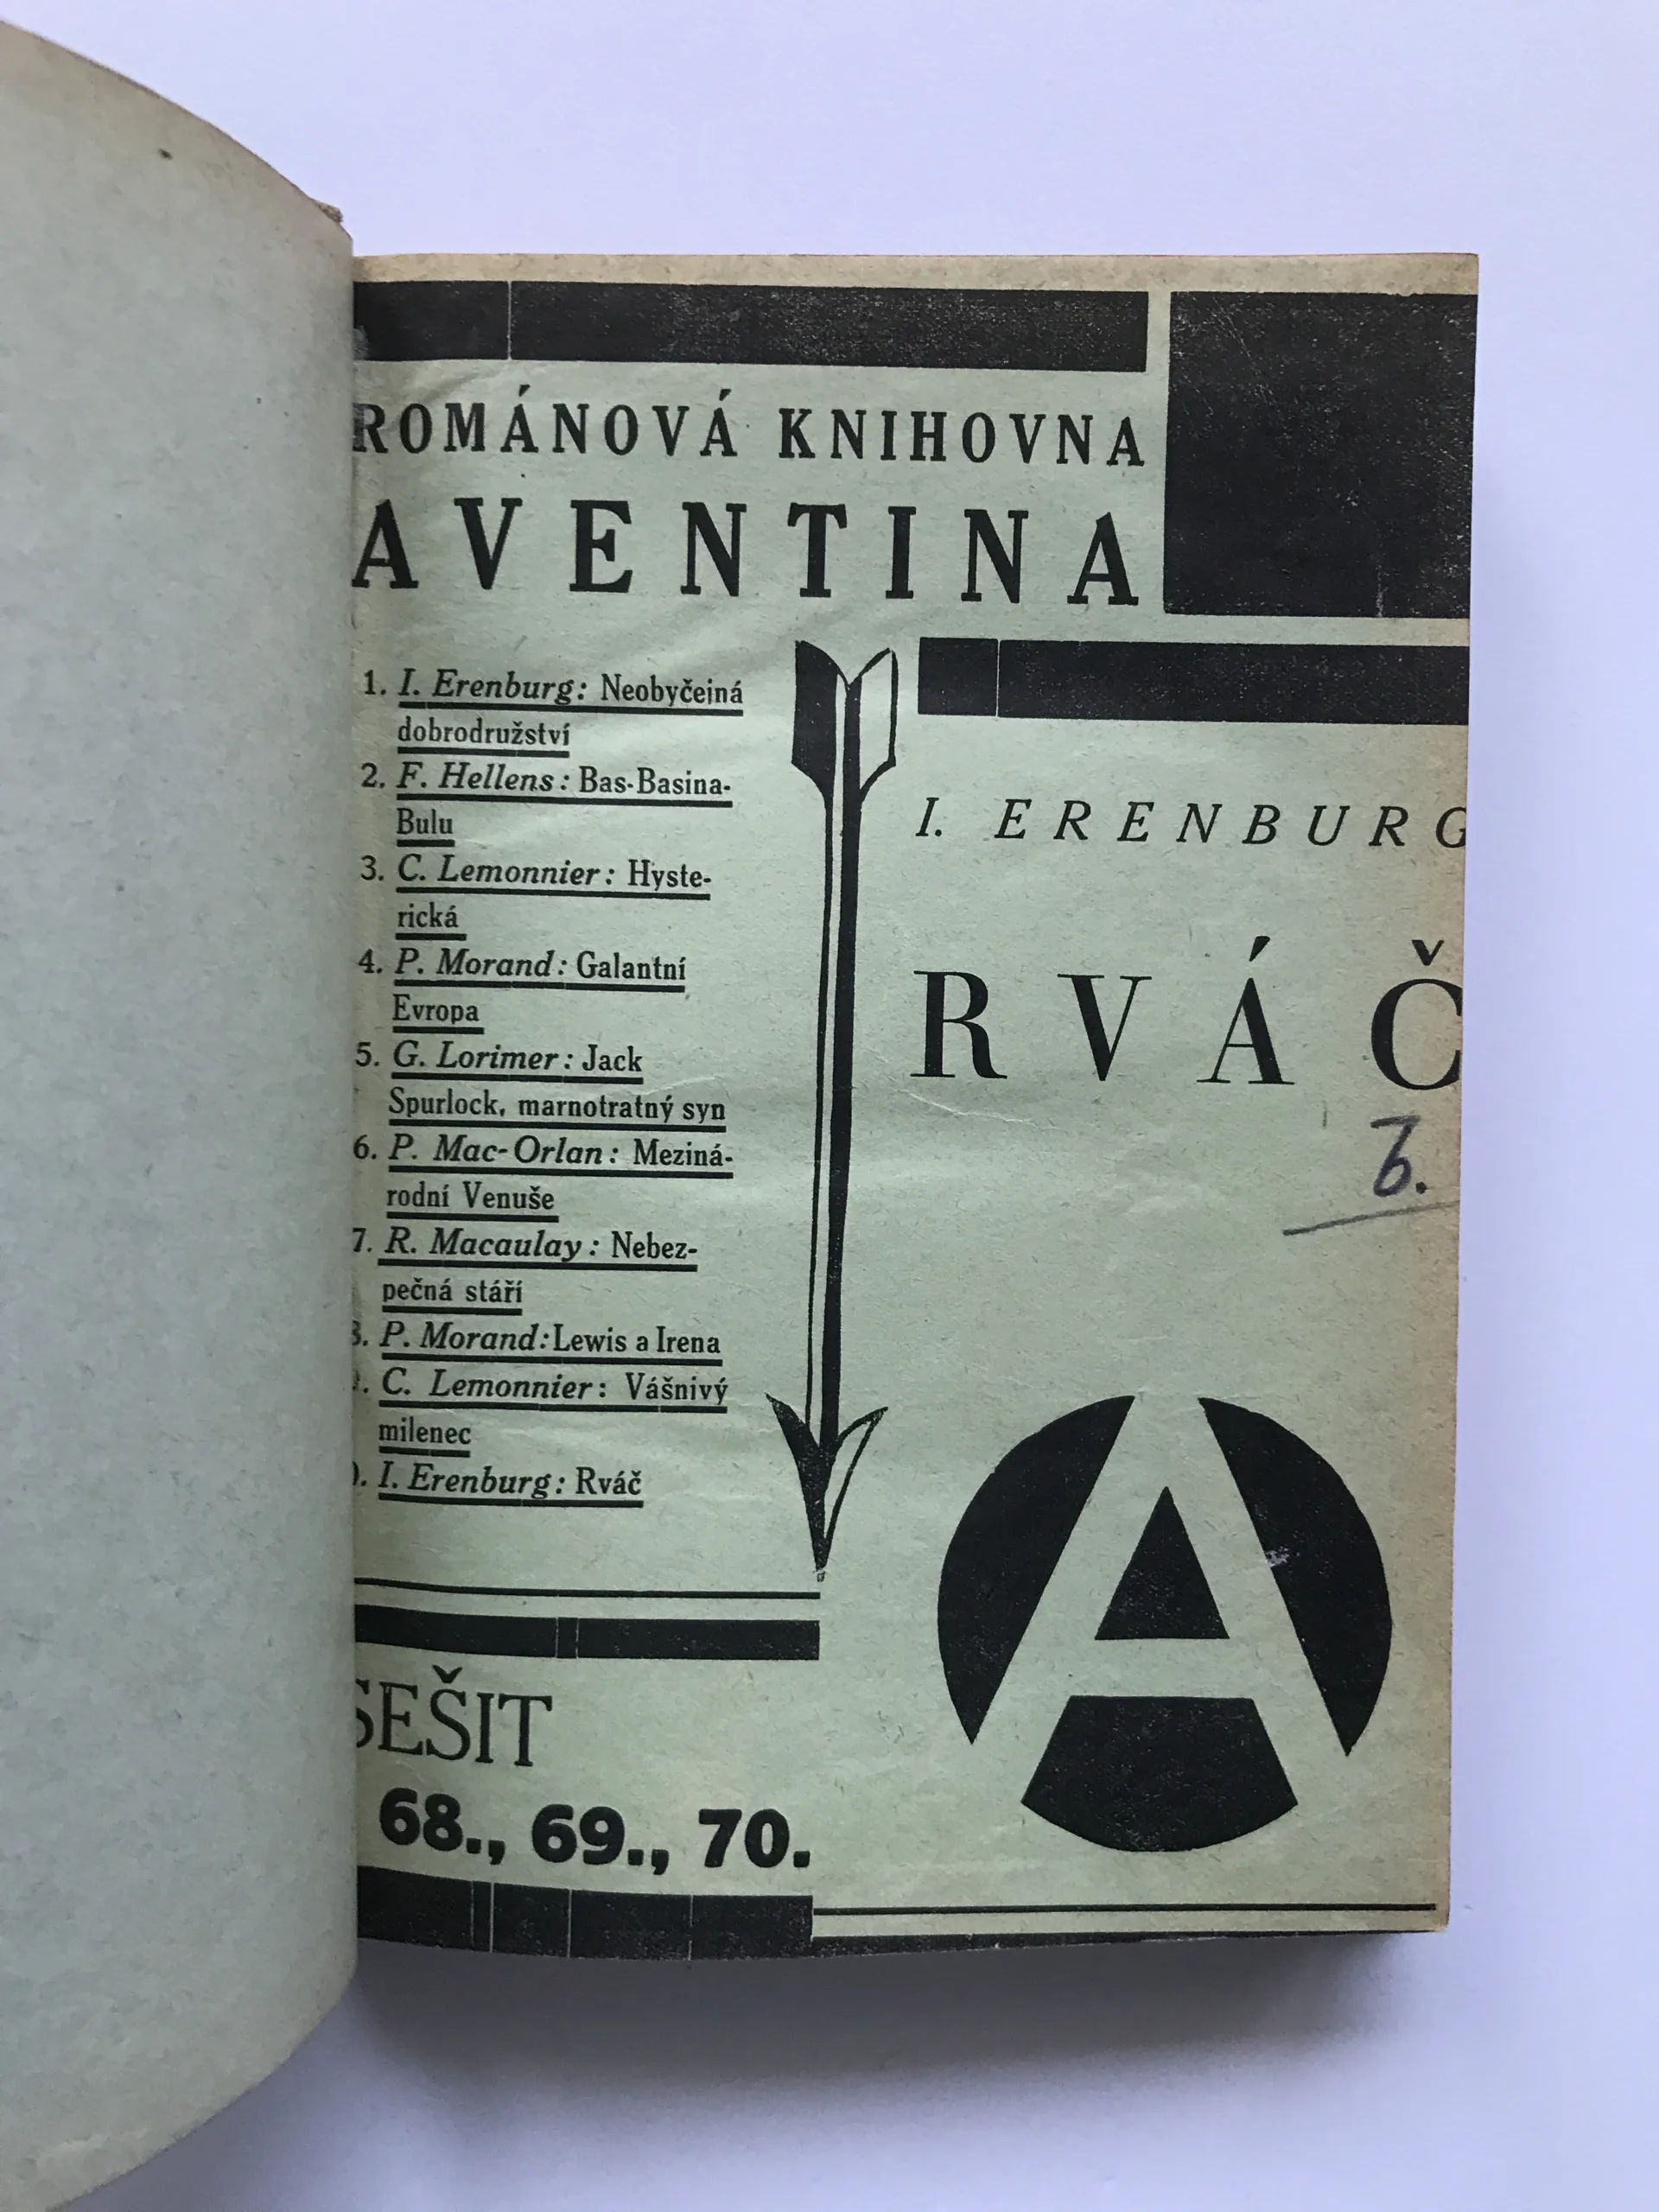 ROMÁNOVÁ KNIHOVNA
AVENTINA
1. I. Erenburg: Neobyčejná
dobrodružství
2. F. Hellens: Bas-Basina-
Bulu
3. C. Lemonnier: Hyste-
rická
4. P. Morand: Galantní
Evropa
5. G. Lorimer: Jack
Spurlock, marnotratný syn
6. P. Mac-Orlan: Meziná-
rodní Venuše
7. R. Macaulay: Nebez-
pečná stáří
8. P. Morand: Lewis a Irena
. C. Lemonnier: Vášnivý
milenec
. I. Erenburg: Rváč
SEŠIT
68., 69., 70.
I. ERENBURG
RVÁČ
A